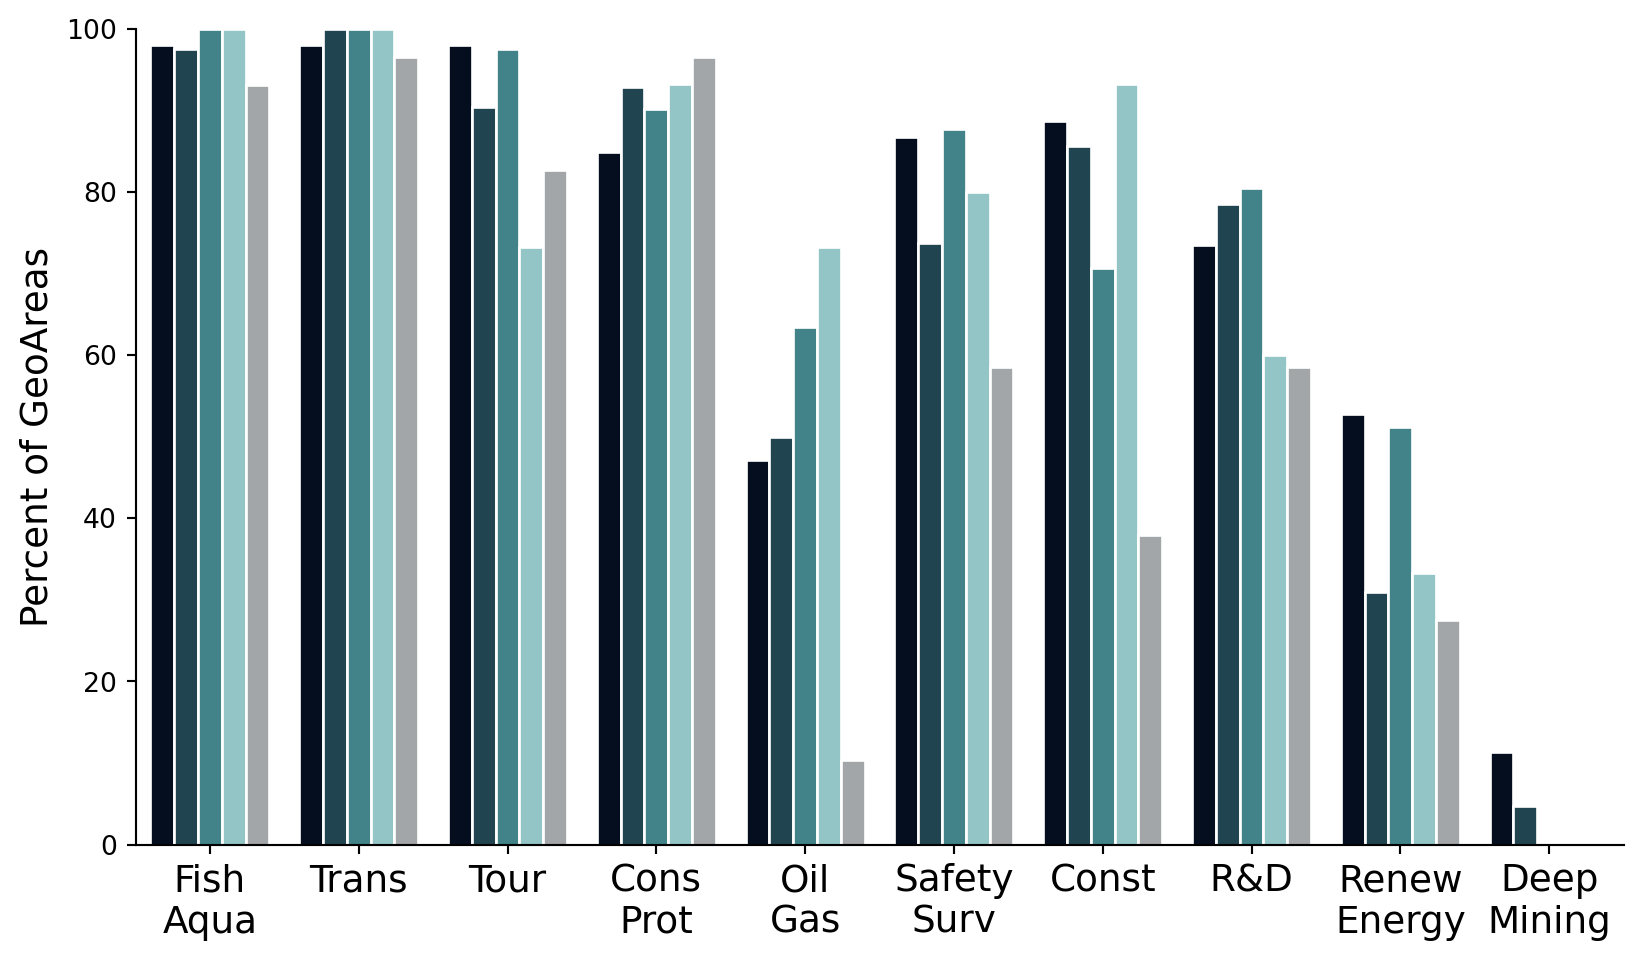 Percent of GeoAreas
100
80
60
40
20
0
Fish
Aqua
Trans
Tour
Cons
Prot
Oil
Gas
Safety
Surv
Const
R&D
Renew
Energy
Deep
Mining